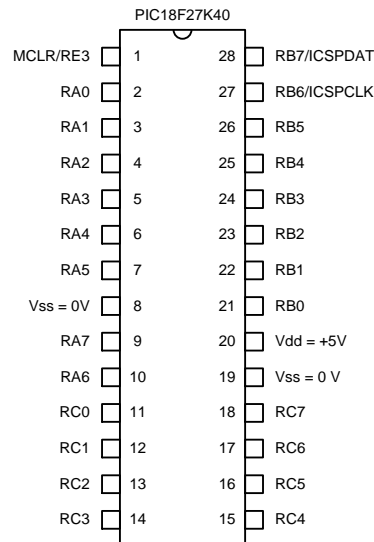 PIC18F27K40
MCLR/RE3 1 28 RB7/ICSPDAT
RA0 2 27 RB6/ICSPCLK
RA1 3 26 RB5
RA2 4 25 RB4
RA3 5 24 RB3
RA4 6 23 RB2
RA5 7 22 RB1
Vss = 0V 8 21 RB0
RA7 9 20 Vdd = +5V
RA6 10 19 Vss = 0 V
RC0 11 18 RC7
RC1 12 17 RC6
RC2 13 16 RC5
RC3 14 15 RC4